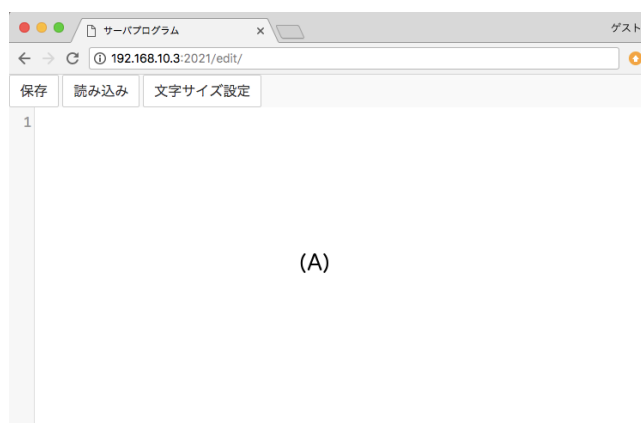 サーバプログラム
ゲスト
192.168.10.3:2021/edit/
保存 読み込み 文字サイズ設定
1
(A)